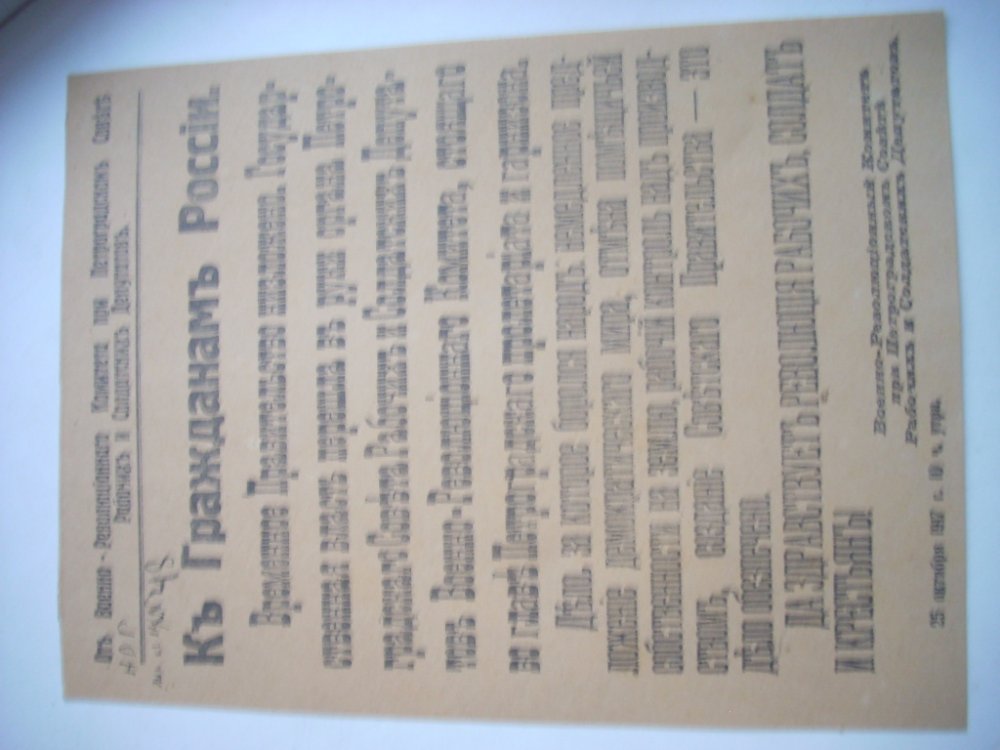 Отъ Военно - Революціоннаго Комитета при Петроградскомъ Совѣтѣ
Рабочихъ и Солдатскихъ Депутатовъ.
Къ Гражданамъ Россіи.
Временное Правительство низложено. Государ-
ственная власть перешла въ руки органа Петро-
градскаго Совѣта Рабочихъ и Солдатскихъ Депута-
товъ Военно-Революціоннаго Комитета, стоящаго
во главѣ Петроградскаго пролетаріата и гарнизона.
Дѣло, за которое боролся народъ: немедленное пред-
ложеніе демократическаго мира, отмѣна помѣщичьей
собственности на землю, рабочій контроль надъ производ-
ствомъ, созданіе Совѣтскаго Правительства — это
дѣло обезпечено.
ДА ЗДРАВСТВУЕТЪ РЕВОЛЮЦІЯ РАБОЧИХЪ, СОЛДАТЪ
И КРЕСТЬЯНЪ!
Военно-Революціонный Комитетъ
при Петроградскомъ Совѣтѣ
Рабочихъ и Солдатскихъ Депутатовъ.
25 октября 1917 г. 10 ч. утра.